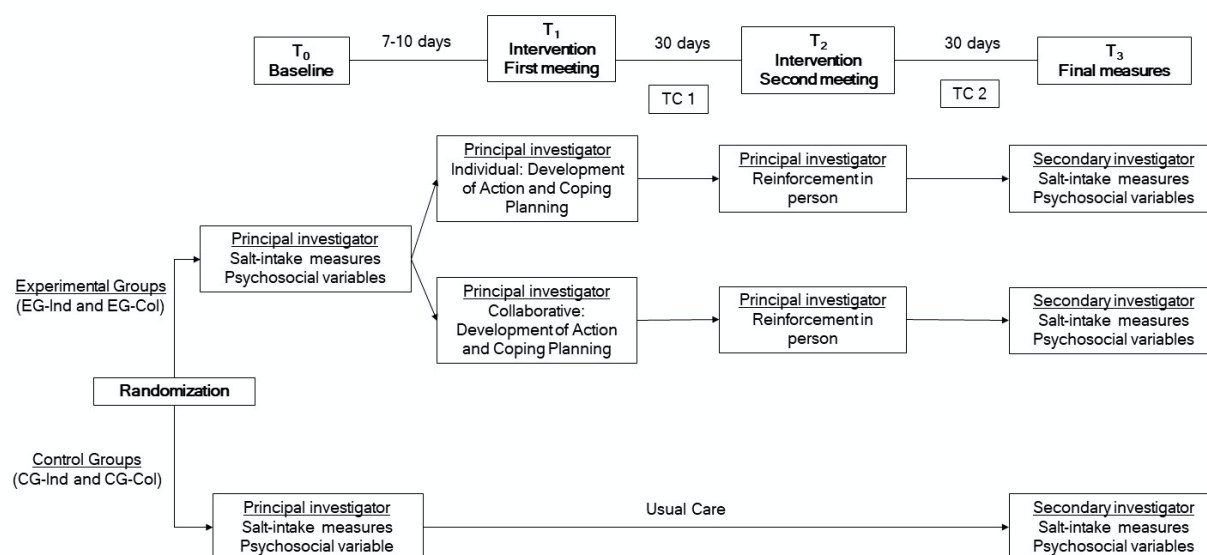 T₀
Baseline
7-10 days
T₁
Intervention
First meeting
30 days
TC 1
T₂
Intervention
Second meeting
30 days
TC 2
T₃
Final measures
Principal investigator
Individual: Development
of Action and Coping
Planning
Principal investigator
Reinforcement in
person
Secondary investigator
Salt-intake measures
Psychosocial variables
Experimental Groups
(EG-Ind and EG-Col)
Principal investigator
Salt-intake measures
Psychosocial variables
Principal investigator
Collaborative:
Development of Action
and Coping Planning
Principal investigator
Reinforcement in
person
Secondary investigator
Salt-intake measures
Psychosocial variables
Randomization
Control Groups
(CG-Ind and CG-Col)
Principal investigator
Salt-intake measures
Psychosocial variable
Usual Care
Secondary investigator
Salt-intake measures
Psychosocial variables